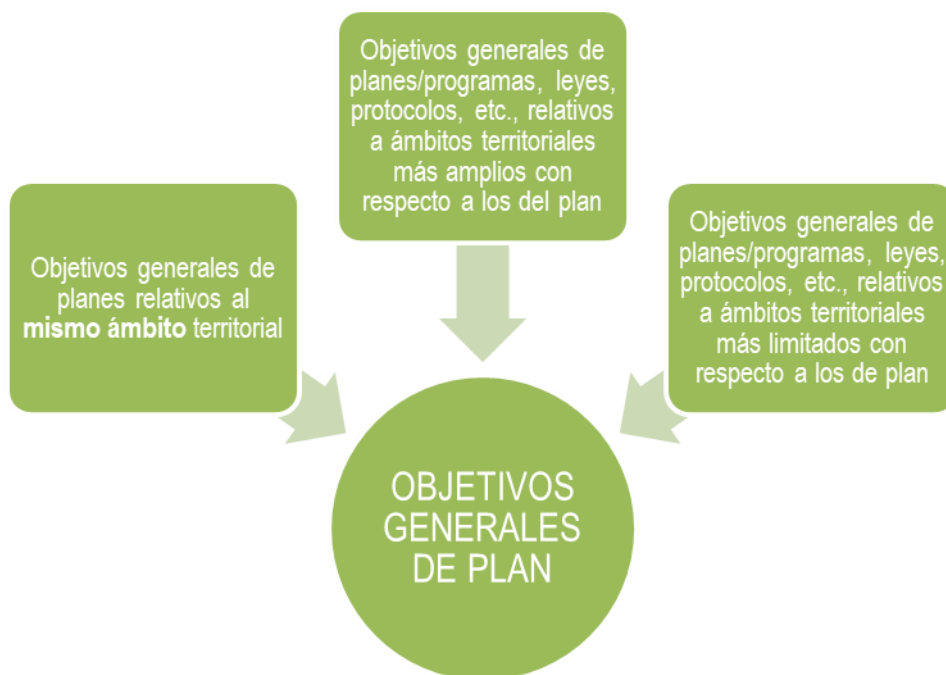 Objetivos generales de
planes/programas, leyes,
protocolos, etc., relativos
a ámbitos territoriales
más amplios con
respecto a los del plan
Objetivos generales de
planes relativos al
mismo ámbito territorial
Objetivos generales de
planes/programas, leyes,
protocolos, etc., relativos
a ámbitos territoriales
más limitados con
respecto a los de plan
OBJETIVOS
GENERALES
DE PLAN